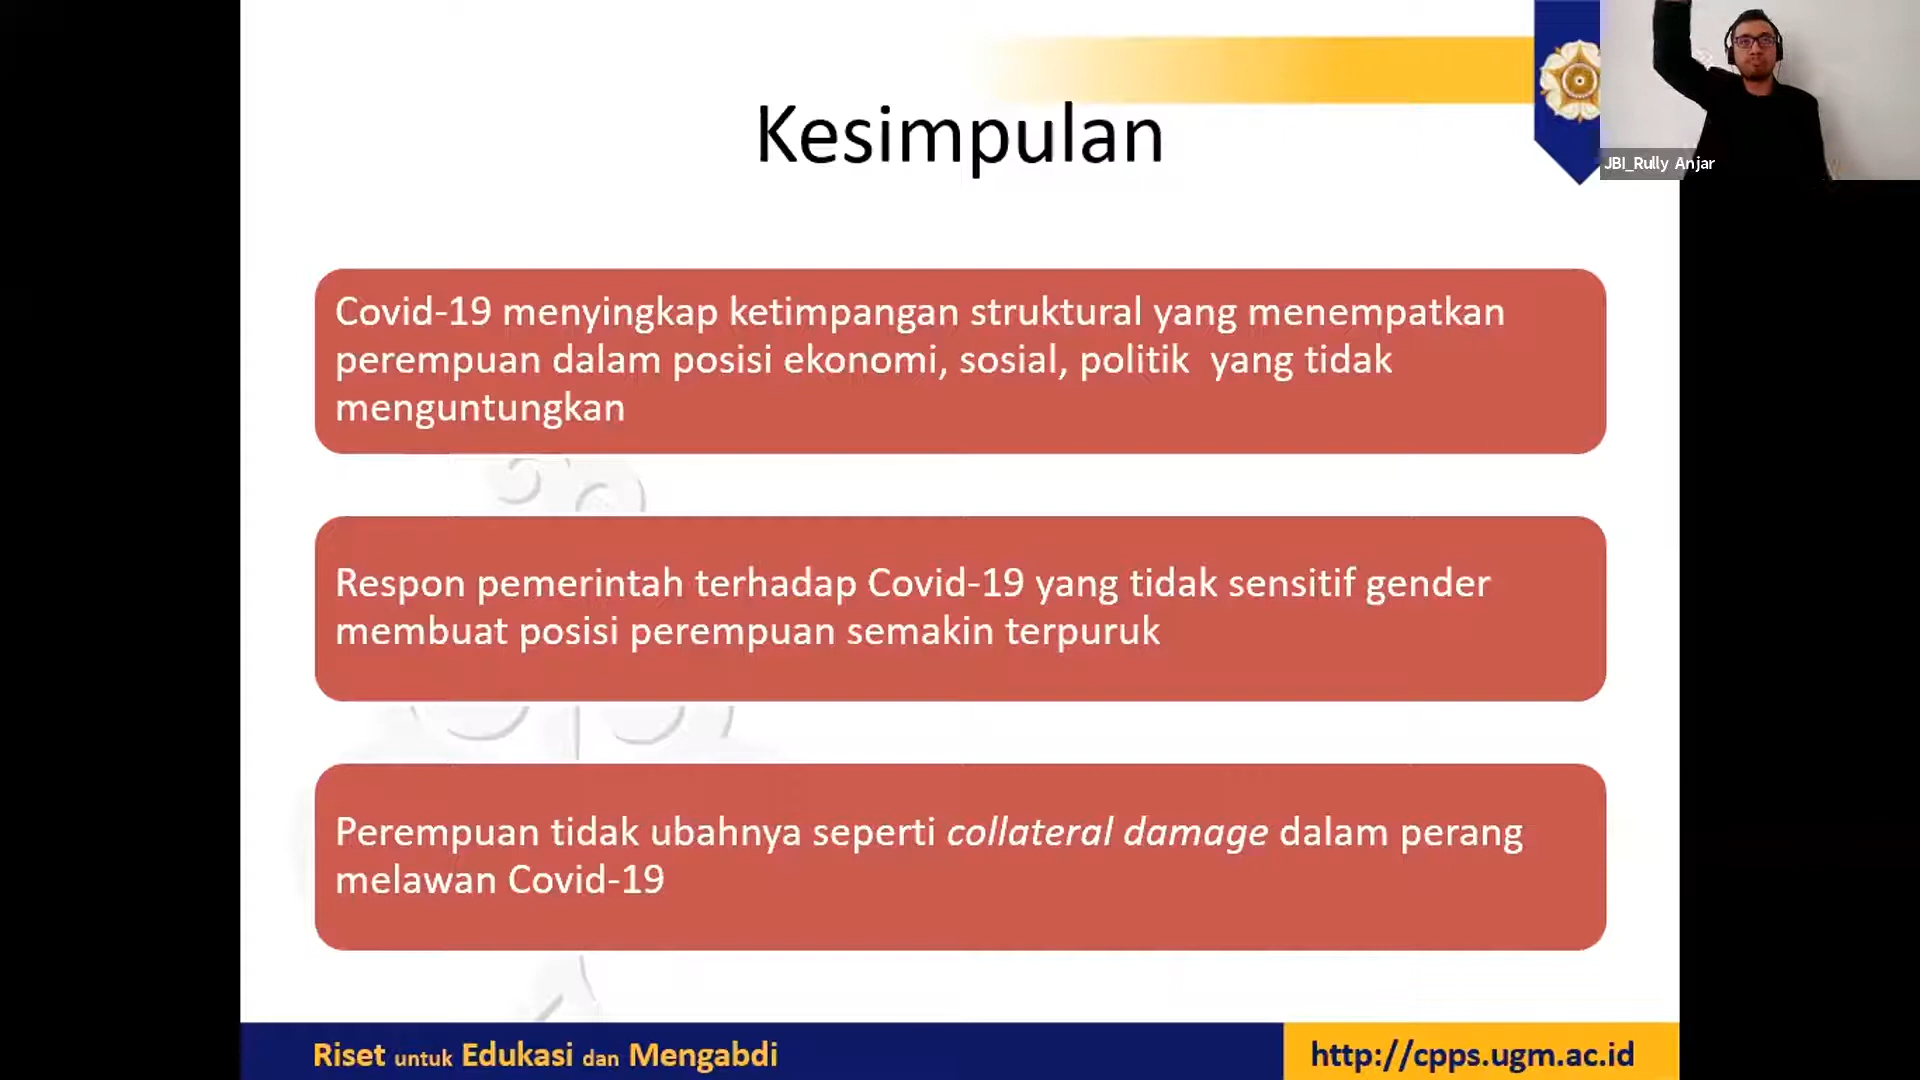 Kesimpulan
JBI_Rully Anjar
Covid-19 menyingkap ketimpangan struktural yang menempatkan
perempuan dalam posisi ekonomi, sosial, politik  yang tidak
menguntungkan
Respon pemerintah terhadap Covid-19 yang tidak sensitif gender
membuat posisi perempuan semakin terpuruk
Perempuan tidak ubahnya seperti collateral damage dalam perang
melawan Covid-19
Riset untuk Edukasi dan Mengabdi
http://cpps.ugm.ac.id